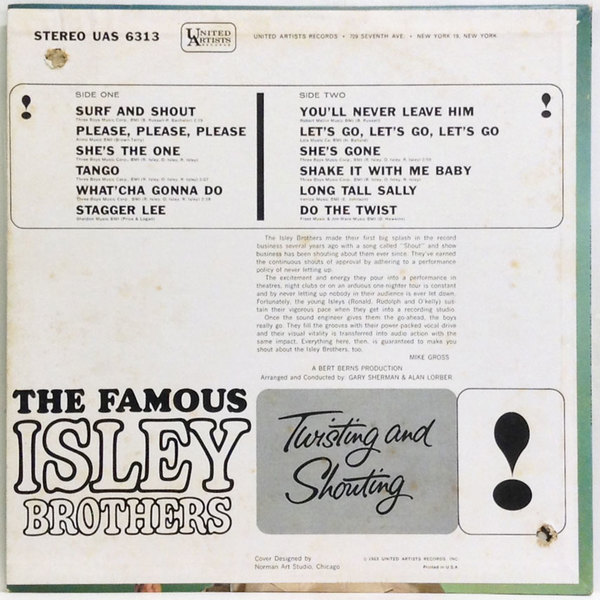 STEREO UAS 6313
UNITED
ARTISTS
RECORDS
UNITED ARTISTS RECORDS • 729 SEVENTH AVE. • NEW YORK 19, NEW YORK
SIDE ONE
SURF AND SHOUT
PLEASE, PLEASE, PLEASE
SHE'S THE ONE
TANGO
WHAT'CHA GONNA DO
STAGGER LEE
SIDE TWO
YOU'LL NEVER LEAVE HIM
LET'S GO, LET'S GO, LET'S GO
SHE'S GONE
SHAKE IT WITH ME BABY
LONG TALL SALLY
DO THE TWIST
The Isley Brothers made their first big splash in the record
business several years ago with a song called "Shout" and show
business has been shouting about them ever since. They've earned
the continuous shouts of approval by adhering to a performance
policy of never letting up.
The excitement and energy they pour into a performance in
theatres, night clubs or on an arduous one-nighter tour is constant
and by never letting up nobody in their audience is ever let down.
Fortunately, the young Isleys (Ronald, Rudolph and O'kelly) sus-
tain their vigorous pace when they get into a recording studio.
Once the sound engineer gives them the go-ahead, the boys
really go. They fill the grooves with their power packed vocal drive
and their visual vitality is transferred into audio action with the
same impact. Everything here, then, is guaranteed to make
you shout about the Isley Brothers, too.
MIKE GROSS
A BERT BERNS PRODUCTION
Arranged and Conducted by: GARY SHERMAN & ALAN LORBER
THE FAMOUS
ISLEY
BROTHERS
Twisting and
Shouting
!
Cover Designed by
Norman Art Studio, Chicago
© 1963 UNITED ARTISTS RECORDS, INC.
Printed in U.S.A.